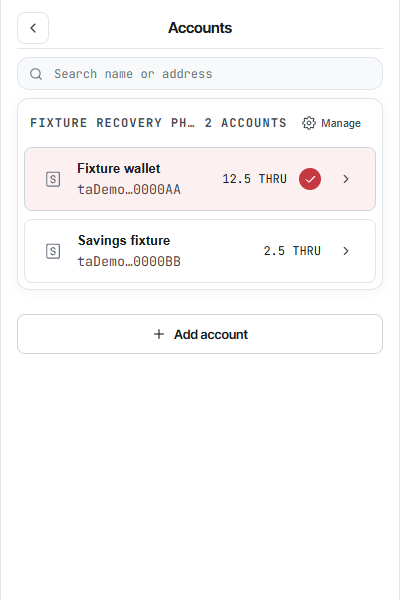 Accounts
Search name or address
FIXTURE RECOVERY PH… 2 ACCOUNTS Manage
Fixture wallet
taDemo…0000AA
12.5 THRU
Savings fixture
taDemo…0000BB
2.5 THRU
Add account